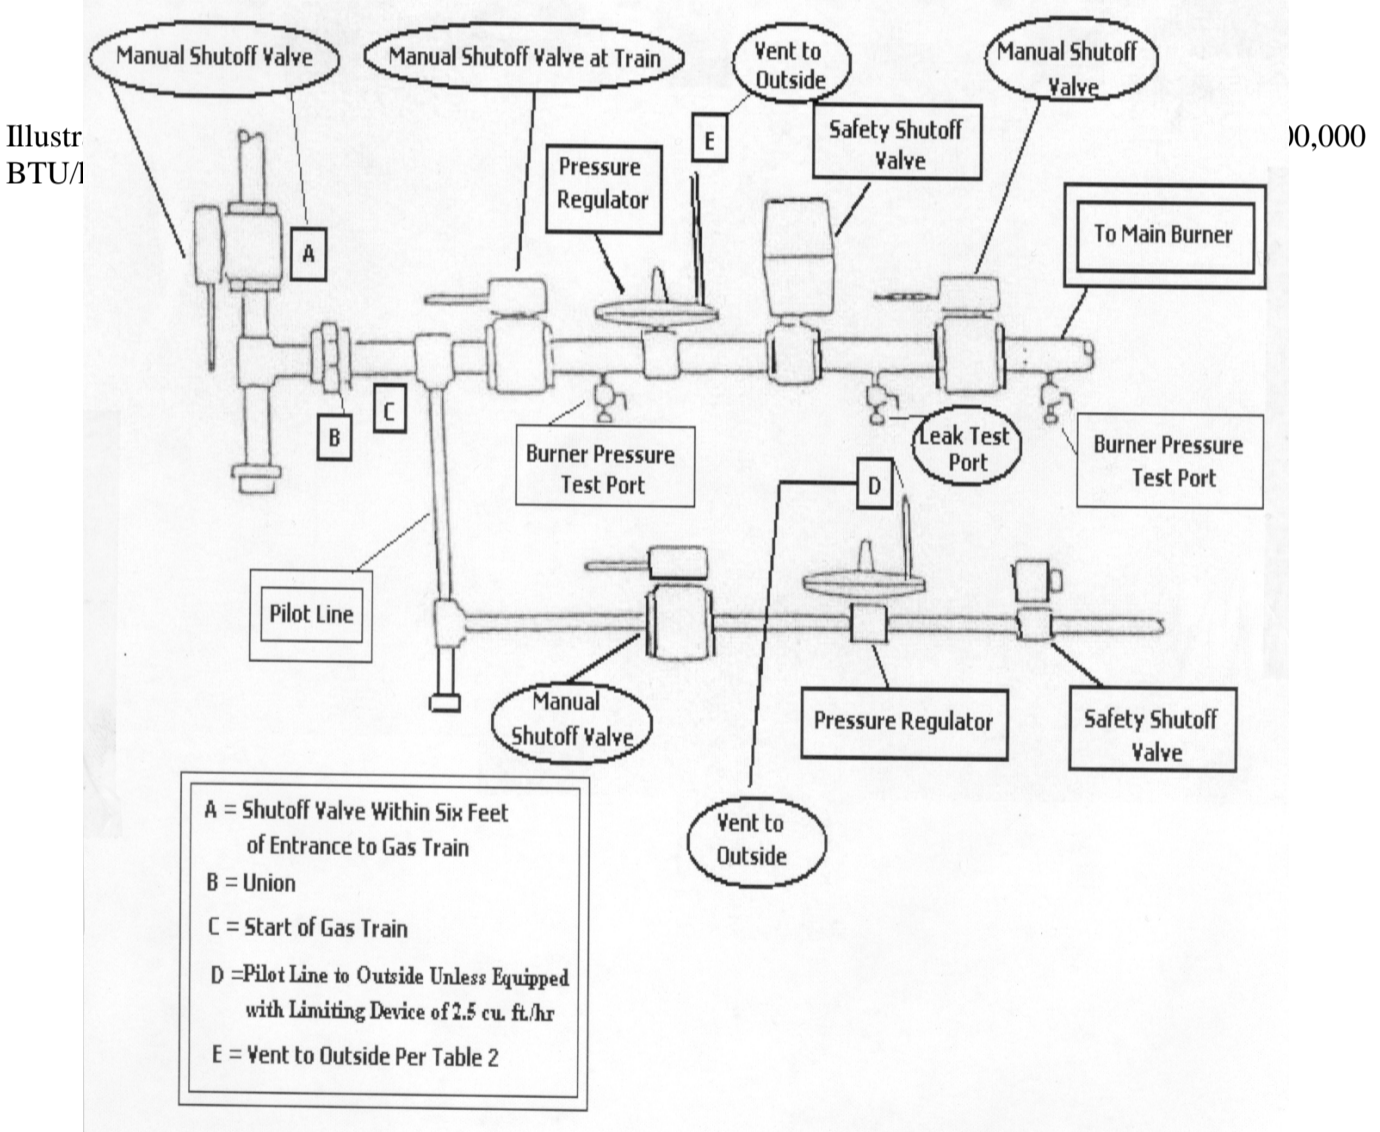 Manual Shutoff Valve
Manual Shutoff Valve at Train
Vent to
Outside
Manual Shutoff
Valve
Illustr
00,000
BTU/
E
Safety Shutoff
Valve
Pressure
Regulator
A
To Main Burner
C
B
Burner Pressure
Test Port
Leak Test
Port
Burner Pressure
Test Port
D
Pilot Line
Manual
Shutoff Valve
Pressure Regulator
Safety Shutoff
Valve
Vent to
Outside
A = Shutoff Valve Within Six Feet
of Entrance to Gas Train
B = Union
C = Start of Gas Train
D =Pilot Line to Outside Unless Equipped
with Limiting Device of 2.5 cu. ft./hr
E = Vent to Outside Per Table 2